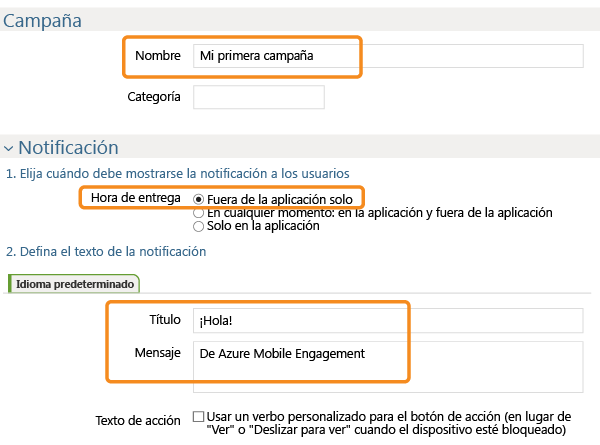 Campaña
Nombre Mi primera campaña
Categoría
Notificación
1. Elija cuándo debe mostrarse la notificación a los usuarios
Hora de entrega Fuera de la aplicación solo
En cualquier momento: en la aplicación y fuera de la aplicación
Solo en la aplicación
2. Defina el texto de la notificación
Idioma predeterminado
Título ¡Hola!
Mensaje De Azure Mobile Engagement
Texto de acción Usar un verbo personalizado para el botón de acción (en lugar de
"Ver" o "Deslizar para ver" cuando el dispositivo esté bloqueado)